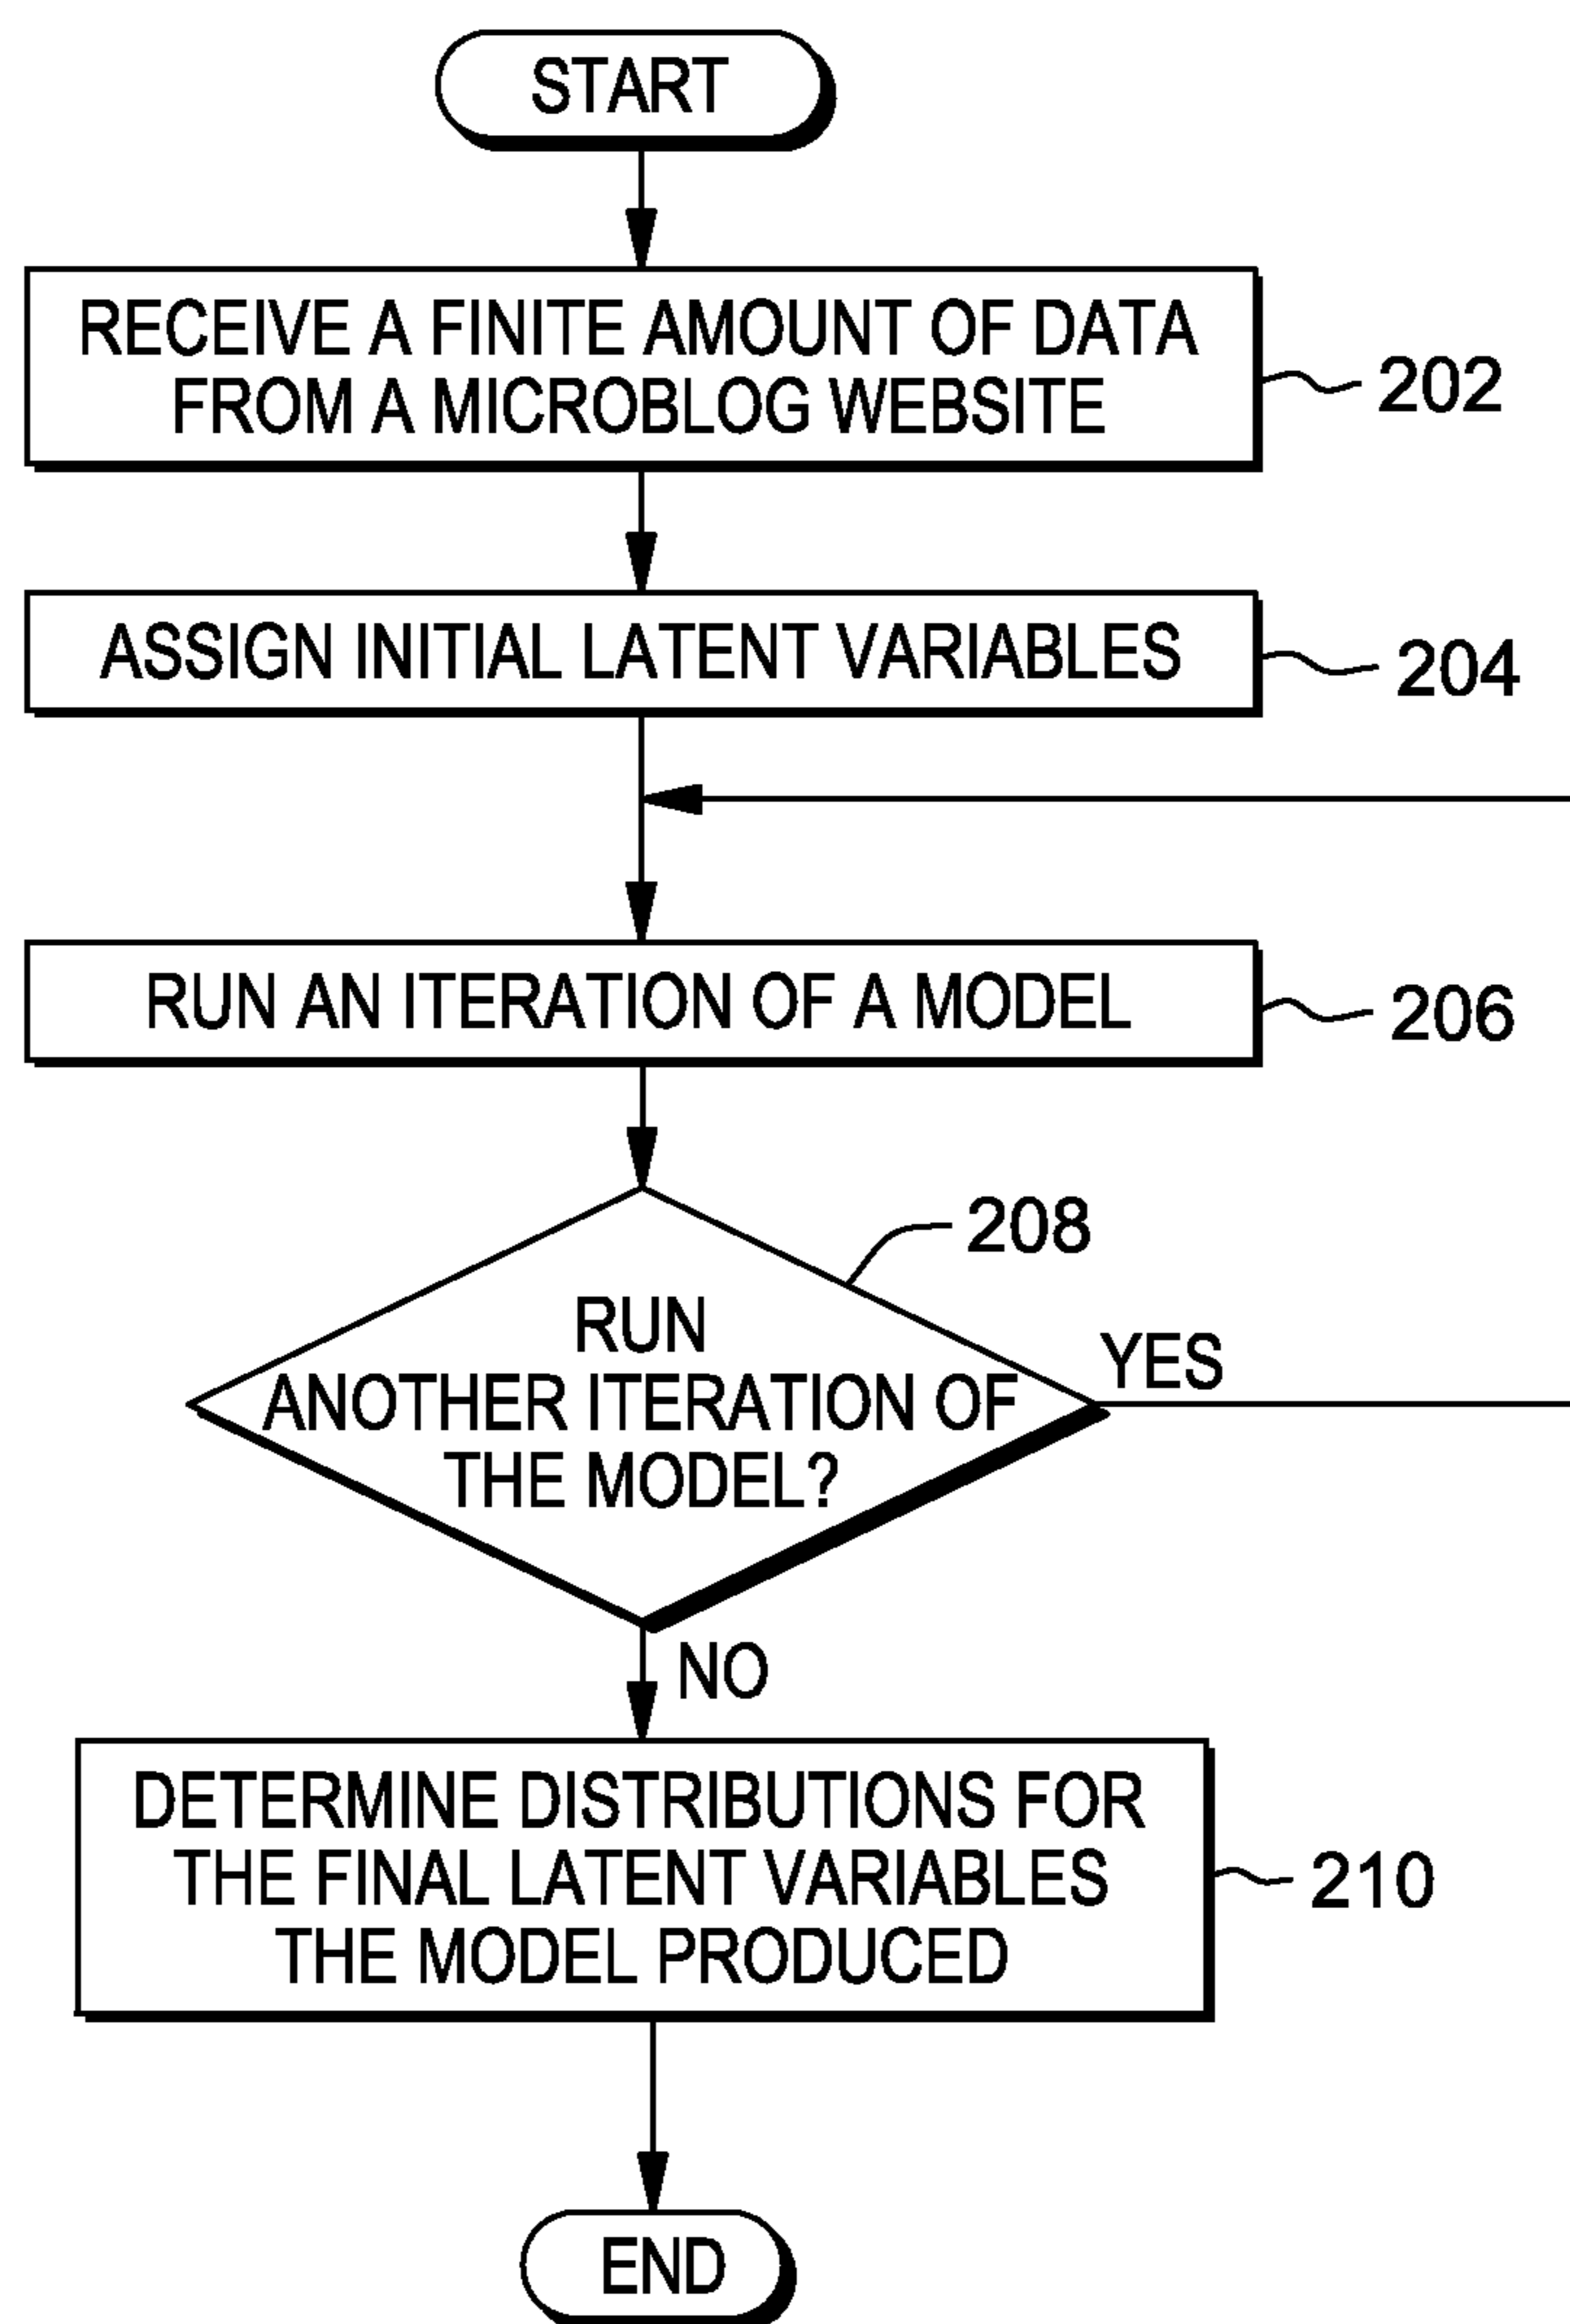 START
RECEIVE A FINITE AMOUNT OF DATA
FROM A MICROBLOG WEBSITE
202
ASSIGN INITIAL LATENT VARIABLES
204
RUN AN ITERATION OF A MODEL
206
208
RUN
ANOTHER ITERATION OF
THE MODEL?
YES
NO
DETERMINE DISTRIBUTIONS FOR
THE FINAL LATENT VARIABLES
THE MODEL PRODUCED
210
END